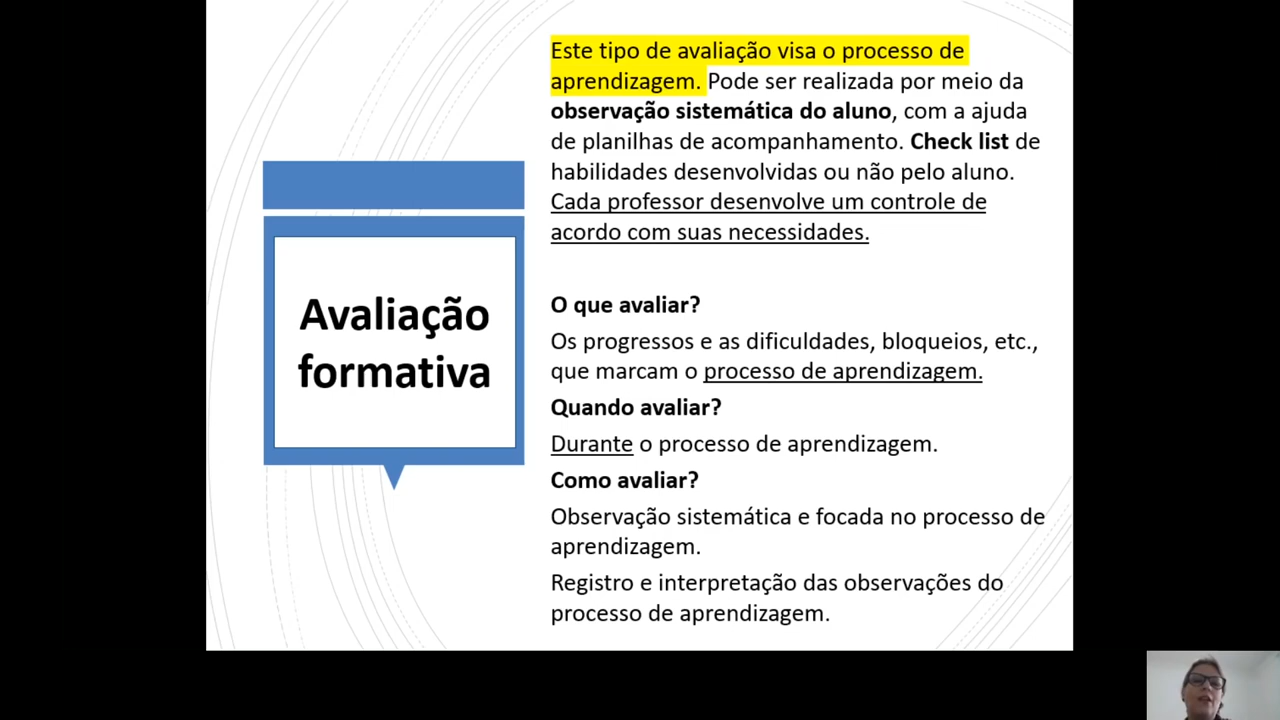 Avaliação
formativa
Este tipo de avaliação visa o processo de
aprendizagem. Pode ser realizada por meio da
observação sistemática do aluno, com a ajuda
de planilhas de acompanhamento. Check list de
habilidades desenvolvidas ou não pelo aluno.
Cada professor desenvolve um controle de
acordo com suas necessidades.
O que avaliar?
Os progressos e as dificuldades, bloqueios, etc.,
que marcam o processo de aprendizagem.
Quando avaliar?
Durante o processo de aprendizagem.
Como avaliar?
Observação sistemática e focada no processo de
aprendizagem.
Registro e interpretação das observações do
processo de aprendizagem.